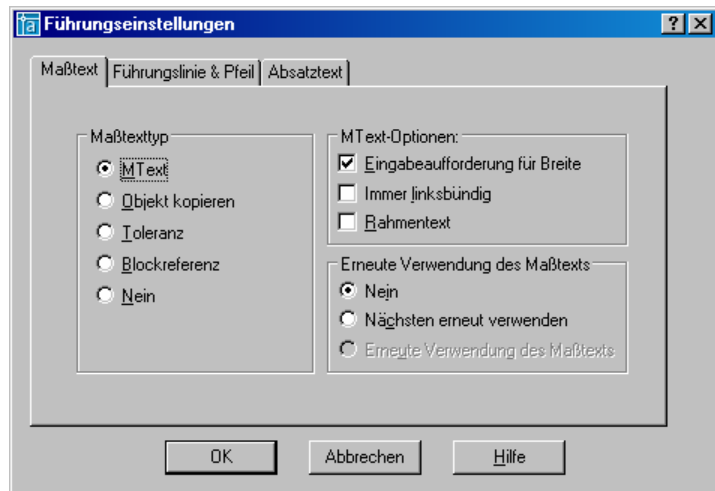 Führungseinstellungen
Maßtext
Führungslinie & Pfeil
Absatztext
Maßtexttyp
MText
Objekt kopieren
Toleranz
Blockreferenz
Nein
MText-Optionen:
Eingabeaufforderung für Breite
Immer linksbündig
Rahmentext
Erneute Verwendung des Maßtexts
Nein
Nächsten erneut verwenden
Erneute Verwendung des Maßtexts
OK
Abbrechen
Hilfe